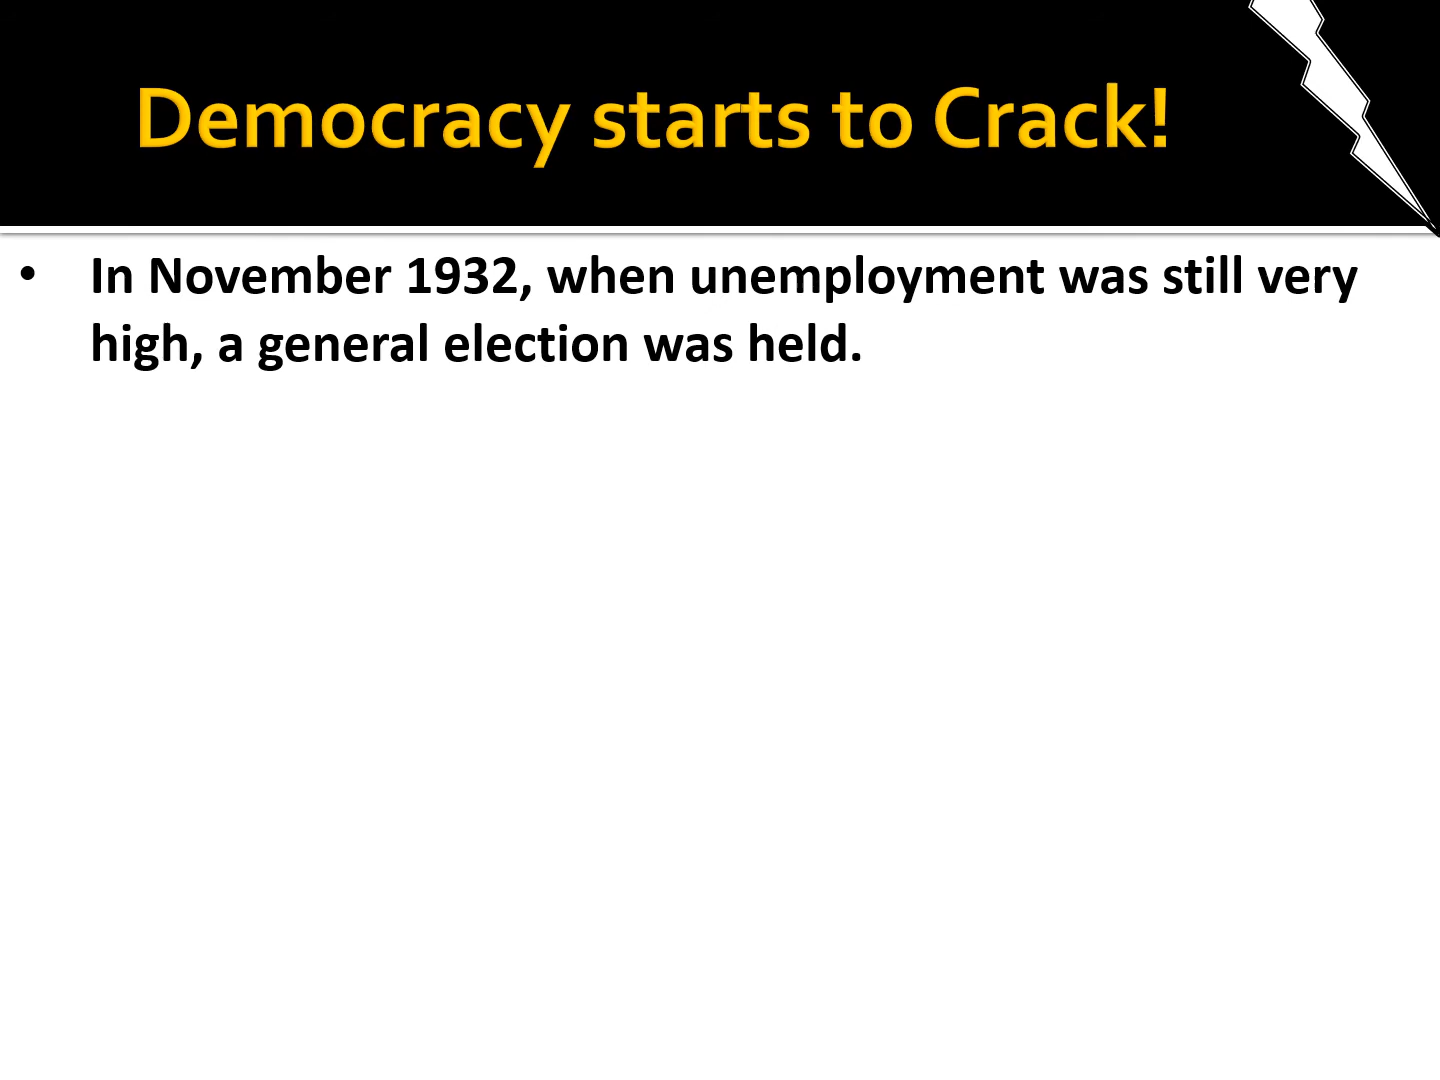 Democracy starts to Crack!
• In November 1932, when unemployment was still very
high, a general election was held.